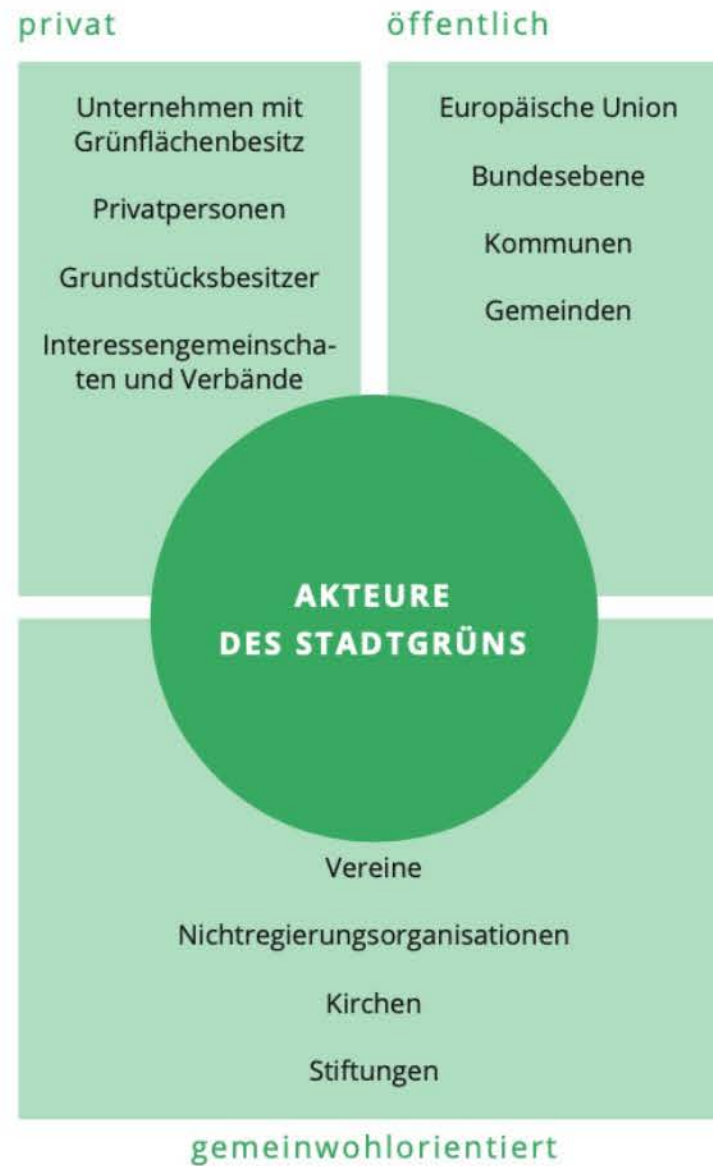 privat
Unternehmen mit
Grünflächenbesitz
Privatpersonen
Grundstücksbesitzer
Interessengemeinscha-
ten und Verbände
öffentlich
Europäische Union
Bundesebene
Kommunen
Gemeinden
AKTEURE
DES STADTGRÜNS
Vereine
Nichtregierungsorganisationen
Kirchen
Stiftungen
gemeinwohlorientiert